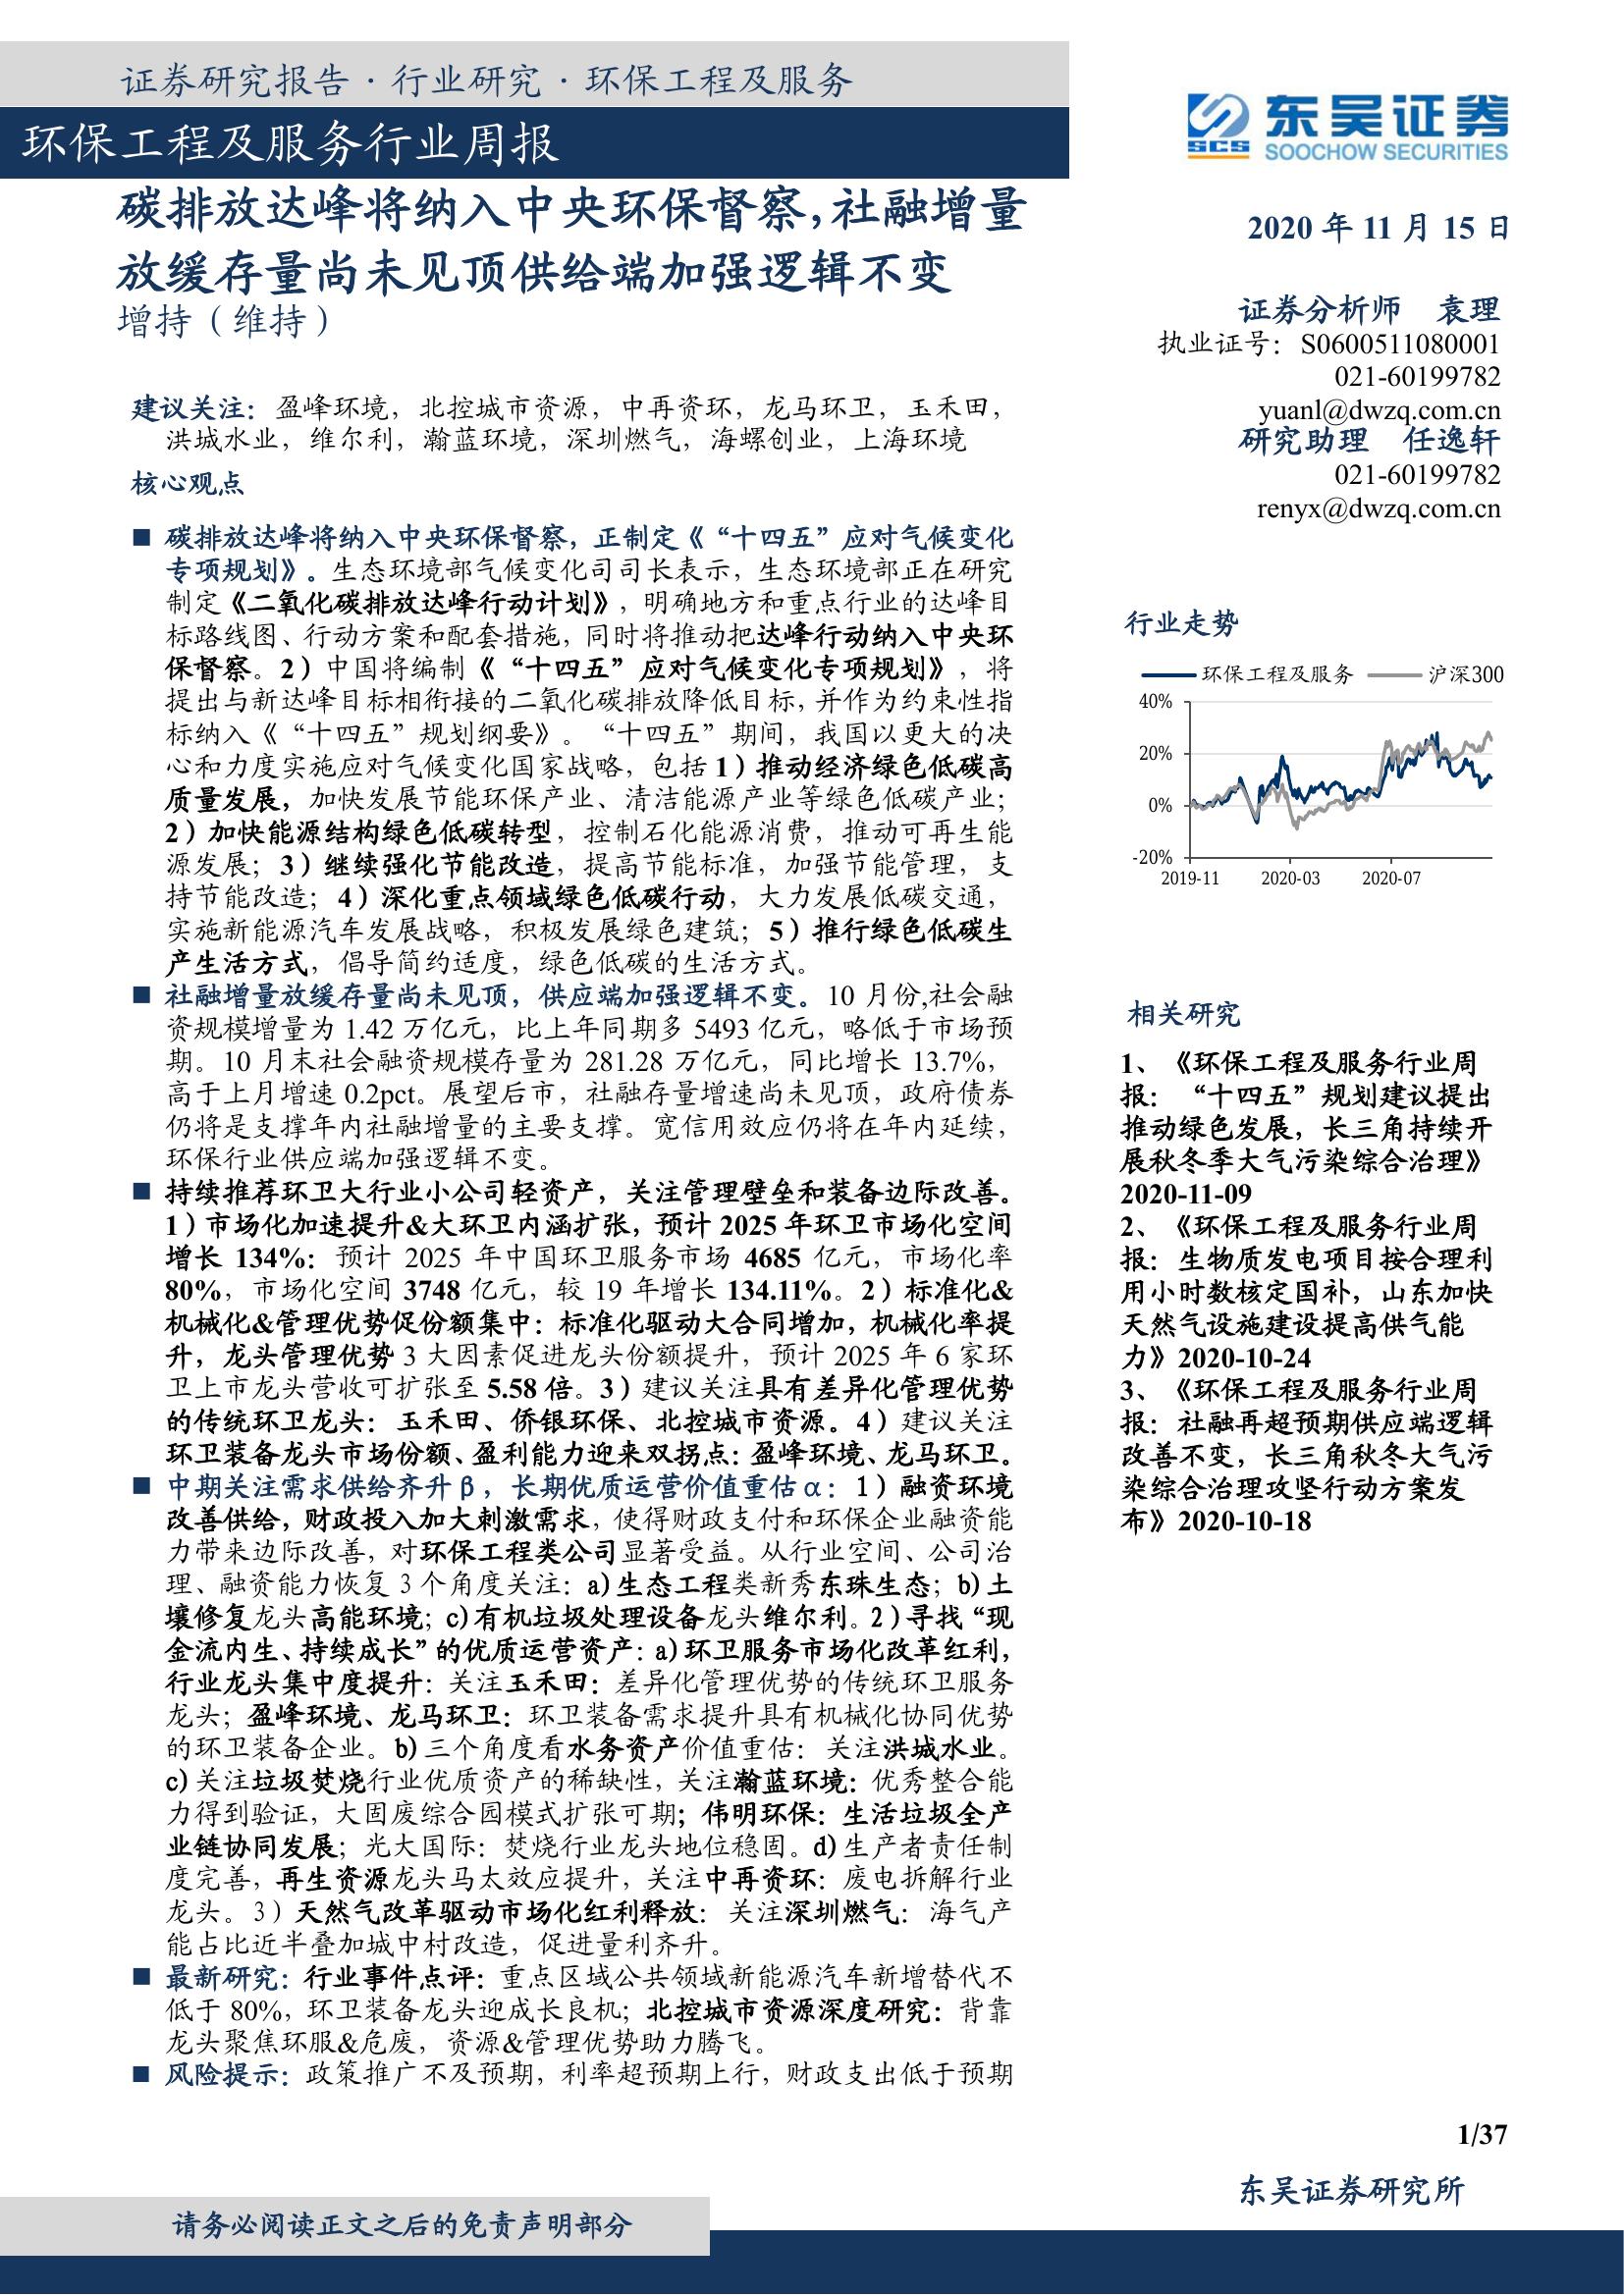 证券研究报告·行业研究·环保工程及服务
环保工程及服务行业周报
碳排放达峰将纳入中央环保督察，社融增量
放缓存量尚未见顶供给端加强逻辑不变
增持（维持）
建议关注：盈峰环境，北控城市资源，中再资环，龙马环卫，玉禾田，
洪城水业，维尔利，瀚蓝环境，深圳燃气，海螺创业，上海环境
核心观点
■ 碳排放达峰将纳入中央环保督察，正制定《“十四五”应对气候变化
专项规划》。生态环境部气候变化司司长表示，生态环境部正在研究
制定《二氧化碳排放达峰行动计划》，明确地方和重点行业的达峰目
标路线图、行动方案和配套措施，同时将推动把达峰行动纳入中央环
保督察。2）中国将编制《“十四五”应对气候变化专项规划》，将
提出与新达峰目标相衔接的二氧化碳排放降低目标，并作为约束性指
标纳入《“十四五”规划纲要》。“十四五”期间，我国以更大的决
心和力度实施应对气候变化国家战略，包括 1）推动经济绿色低碳高
质量发展，加快发展节能环保产业、清洁能源产业等绿色低碳产业；
2）加快能源结构绿色低碳转型，控制石化能源消费，推动可再生能
源发展；3）继续强化节能改造，提高节能标准，加强节能管理，支
持节能改造；4）深化重点领域绿色低碳行动，大力发展低碳交通，
实施新能源汽车发展战略，积极发展绿色建筑；5）推行绿色低碳生
产生活方式，倡导简约适度，绿色低碳的生活方式。
■ 社融增量放缓存量尚未见顶，供应端加强逻辑不变。10 月份,社会融
资规模增量为 1.42 万亿元，比上年同期多 5493 亿元，略低于市场预
期。10 月末社会融资规模存量为 281.28 万亿元，同比增长 13.7%，
高于上月增速 0.2pct。展望后市，社融存量增速尚未见顶，政府债券
仍将是支撑年内社融增量的主要支撑。宽信用效应仍将在年内延续，
环保行业供应端加强逻辑不变。
■ 持续推荐环卫大行业小公司轻资产，关注管理壁垒和装备边际改善。
1）市场化加速提升&大环卫内涵扩张，预计 2025 年环卫市场化空间
增长 134%：预计 2025 年中国环卫服务市场 4685 亿元，市场化率
80%，市场化空间 3748 亿元，较 19 年增长 134.11%。2）标准化&
机械化&管理优势促份额集中：标准化驱动大合同增加，机械化率提
升，龙头管理优势 3 大因素促进龙头份额提升，预计 2025 年 6 家环
卫上市龙头营收可扩张至 5.58 倍。3）建议关注具有差异化管理优势
的传统环卫龙头：玉禾田、侨银环保、北控城市资源。4）建议关注
环卫装备龙头市场份额、盈利能力迎来双拐点：盈峰环境、龙马环卫。
■ 中期关注需求供给齐升β，长期优质运营价值重估α：1）融资环境
改善供给，财政投入加大刺激需求，使得财政支付和环保企业融资能
力带来边际改善，对环保工程类公司显著受益。从行业空间、公司治
理、融资能力恢复 3 个角度关注：a)生态工程类新秀东珠生态；b)土
壤修复龙头高能环境；c)有机垃圾处理设备龙头维尔利。2）寻找“现
金流内生、持续成长”的优质运营资产：a)环卫服务市场化改革红利，
行业龙头集中度提升：关注玉禾田：差异化管理优势的传统环卫服务
龙头；盈峰环境、龙马环卫：环卫装备需求提升具有机械化协同优势
的环卫装备企业。b)三个角度看水务资产价值重估：关注洪城水业。
c)关注垃圾焚烧行业优质资产的稀缺性，关注瀚蓝环境：优秀整合能
力得到验证，大固废综合园模式扩张可期；伟明环保：生活垃圾全产
业链协同发展；光大国际：焚烧行业龙头地位稳固。d)生产者责任制
度完善，再生资源龙头马太效应提升，关注中再资环：废电拆解行业
龙头。3）天然气改革驱动市场化红利释放：关注深圳燃气：海气产
能占比近半叠加城中村改造，促进量利齐升。
■ 最新研究：行业事件点评：重点区域公共领域新能源汽车新增替代不
低于 80%，环卫装备龙头迎成长良机；北控城市资源深度研究：背靠
龙头聚焦环服&危废，资源&管理优势助力腾飞。
■ 风险提示：政策推广不及预期，利率超预期上行，财政支出低于预期
SCS 东吴证券
SOOCHOW SECURITIES
2020 年 11 月 15 日
证券分析师 袁理
执业证号：S0600511080001
021-60199782
yuanl@dwzq.com.cn
研究助理 任逸轩
021-60199782
renyx@dwzq.com.cn
行业走势
环保工程及服务 沪深300
40%
20%
0%
-20%
2019-11 2020-03 2020-07
相关研究
1、《环保工程及服务行业周
报：“十四五”规划建议提出
推动绿色发展，长三角持续开
展秋冬季大气污染综合治理》
2020-11-09
2、《环保工程及服务行业周
报：生物质发电项目按合理利
用小时数核定国补，山东加快
天然气设施建设提高供气能
力》2020-10-24
3、《环保工程及服务行业周
报：社融再超预期供应端逻辑
改善不变，长三角秋冬大气污
染综合治理攻坚行动方案发
布》2020-10-18
1/37
东吴证券研究所
请务必阅读正文之后的免责声明部分